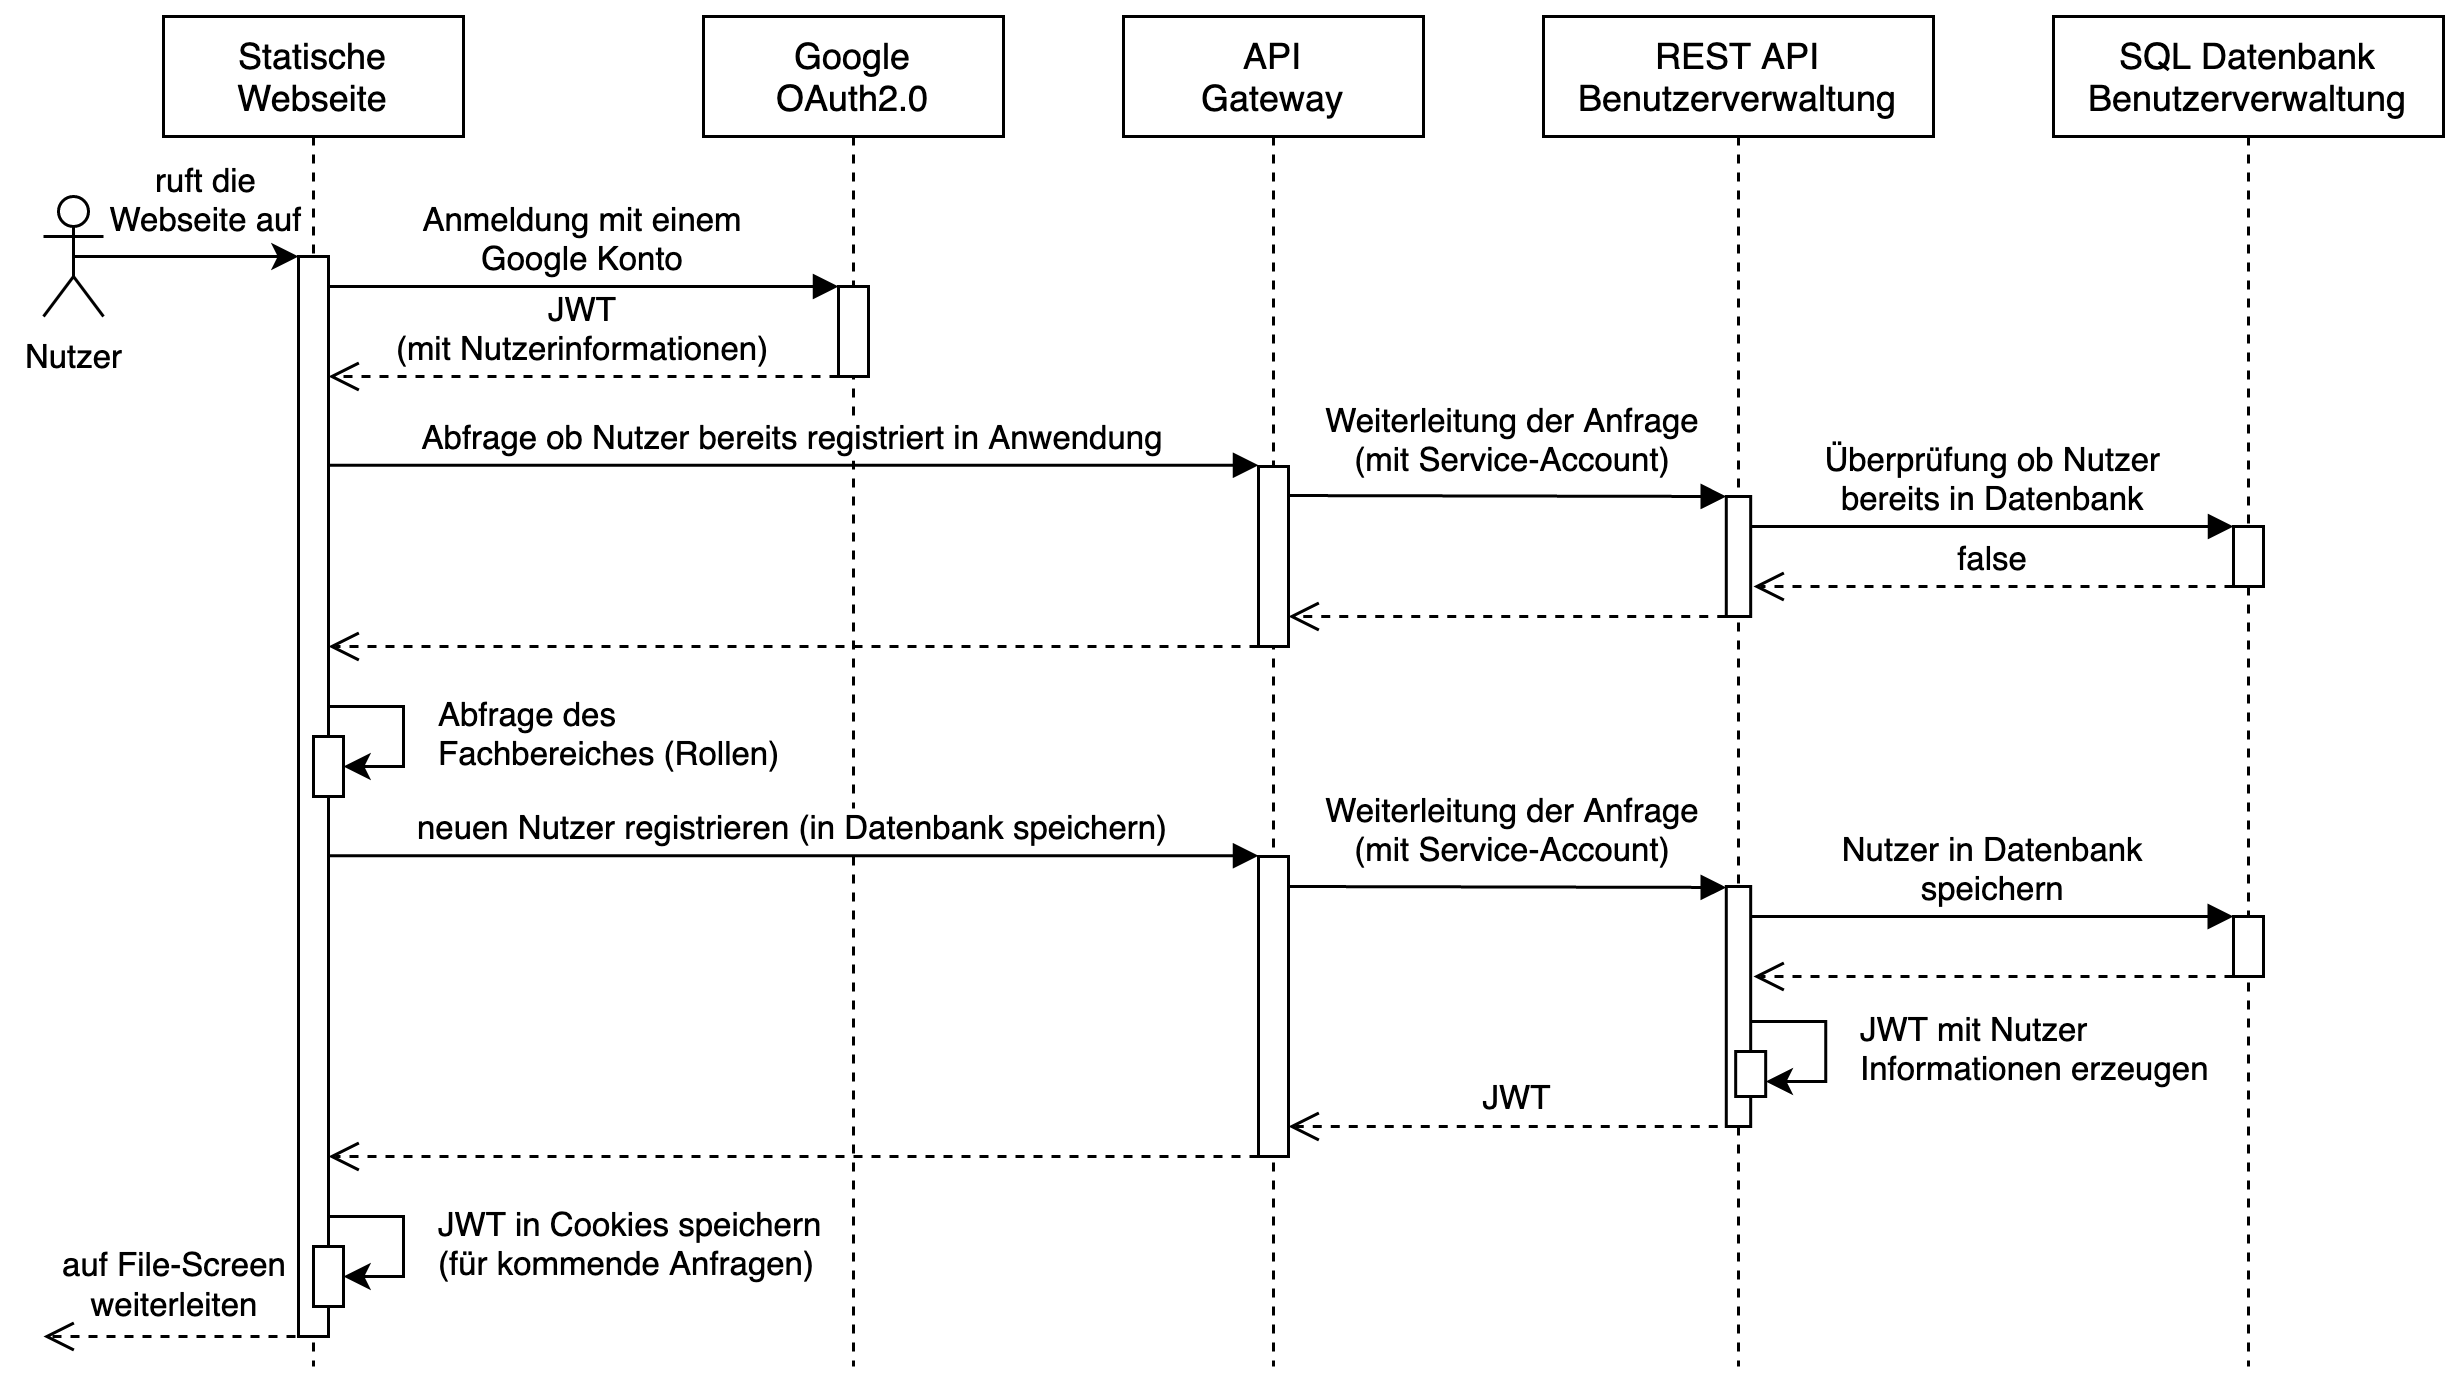 Statische
Webseite
Google
OAuth2.0
API
Gateway
REST API
Benutzerverwaltung
SQL Datenbank
Benutzerverwaltung
ruft die
Webseite auf
Nutzer
Anmeldung mit einem
Google Konto
JWT
(mit Nutzerinformationen)
Abfrage ob Nutzer bereits registriert in Anwendung
Weiterleitung der Anfrage
(mit Service-Account)
Überprüfung ob Nutzer
bereits in Datenbank
false
Abfrage des
Fachbereiches (Rollen)
neuen Nutzer registrieren (in Datenbank speichern)
Weiterleitung der Anfrage
(mit Service-Account)
Nutzer in Datenbank
speichern
JWT mit Nutzer
Informationen erzeugen
JWT
JWT in Cookies speichern
(für kommende Anfragen)
auf File-Screen
weiterleiten